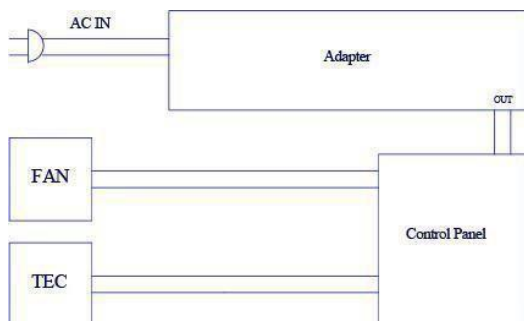 AC IN
Adapter
OUT
FAN
Control Panel
TEC